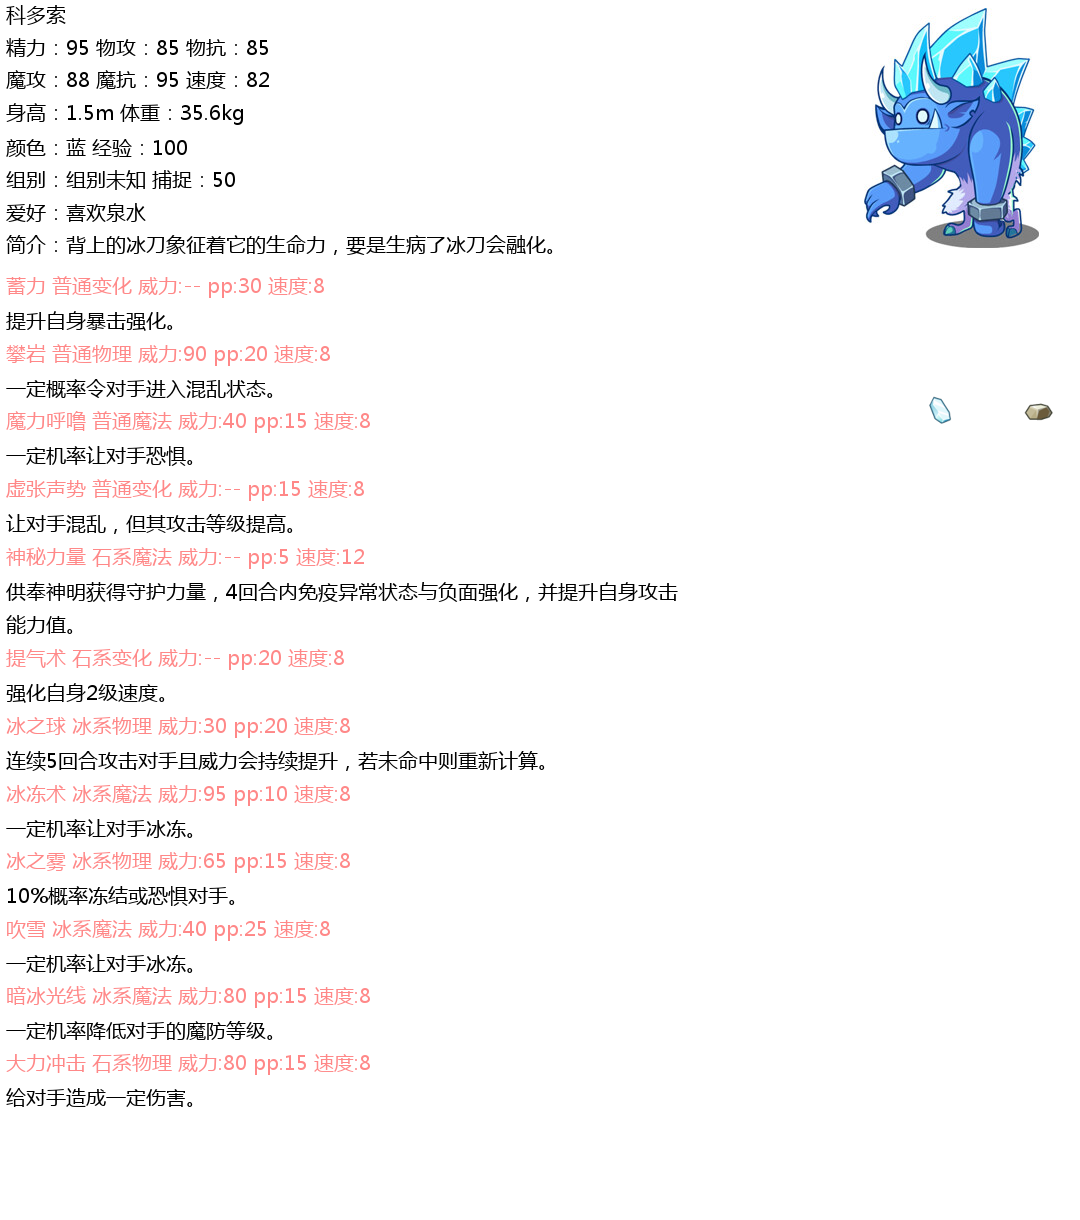 科多索
精力：95 物攻：85 物抗：85
魔攻：88 魔抗：95 速度：82
身高：1.5m 体重：35.6kg
颜色：蓝 经验：100
组别：组别未知 捕捉：50
爱好：喜欢泉水
简介：背上的冰刀象征着它的生命力，要是生病了冰刀会融化。
蓄力 普通变化 威力:-- pp:30 速度:8
提升自身暴击强化。
攀岩 普通物理 威力:90 pp:20 速度:8
一定概率令对手进入混乱状态。
魔力呼噜 普通魔法 威力:40 pp:15 速度:8
一定机率让对手恐惧。
虚张声势 普通变化 威力:-- pp:15 速度:8
让对手混乱，但其攻击等级提高。
神秘力量 石系魔法 威力:-- pp:5 速度:12
供奉神明获得守护力量，4回合内免疫异常状态与负面强化，并提升自身攻击
能力值。
提气术 石系变化 威力:-- pp:20 速度:8
强化自身2级速度。
冰之球 冰系物理 威力:30 pp:20 速度:8
连续5回合攻击对手且威力会持续提升，若未命中则重新计算。
冰冻术 冰系魔法 威力:95 pp:10 速度:8
一定机率让对手冰冻。
冰之雾 冰系物理 威力:65 pp:15 速度:8
10%概率冻结或恐惧对手。
吹雪 冰系魔法 威力:40 pp:25 速度:8
一定机率让对手冰冻。
暗冰光线 冰系魔法 威力:80 pp:15 速度:8
一定机率降低对手的魔防等级。
大力冲击 石系物理 威力:80 pp:15 速度:8
给对手造成一定伤害。